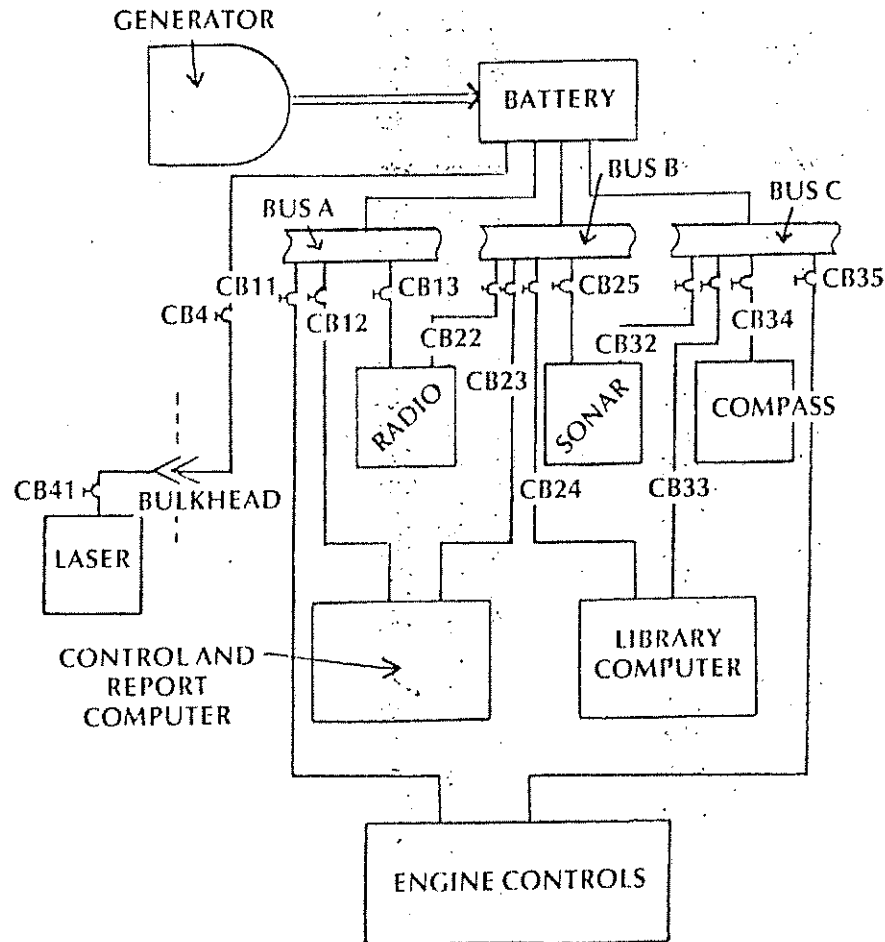 GENERATOR
BATTERY
BUS B
BUS A
BUS C
CB11
CB13
CB25
CB35
CB4
CB12
CB22
CB32
CB34
CB23
RADIO
SONAR
COMPASS
CB41
BULKHEAD
CB24
CB33
LASER
CONTROL AND
REPORT
COMPUTER
LIBRARY
COMPUTER
ENGINE CONTROLS